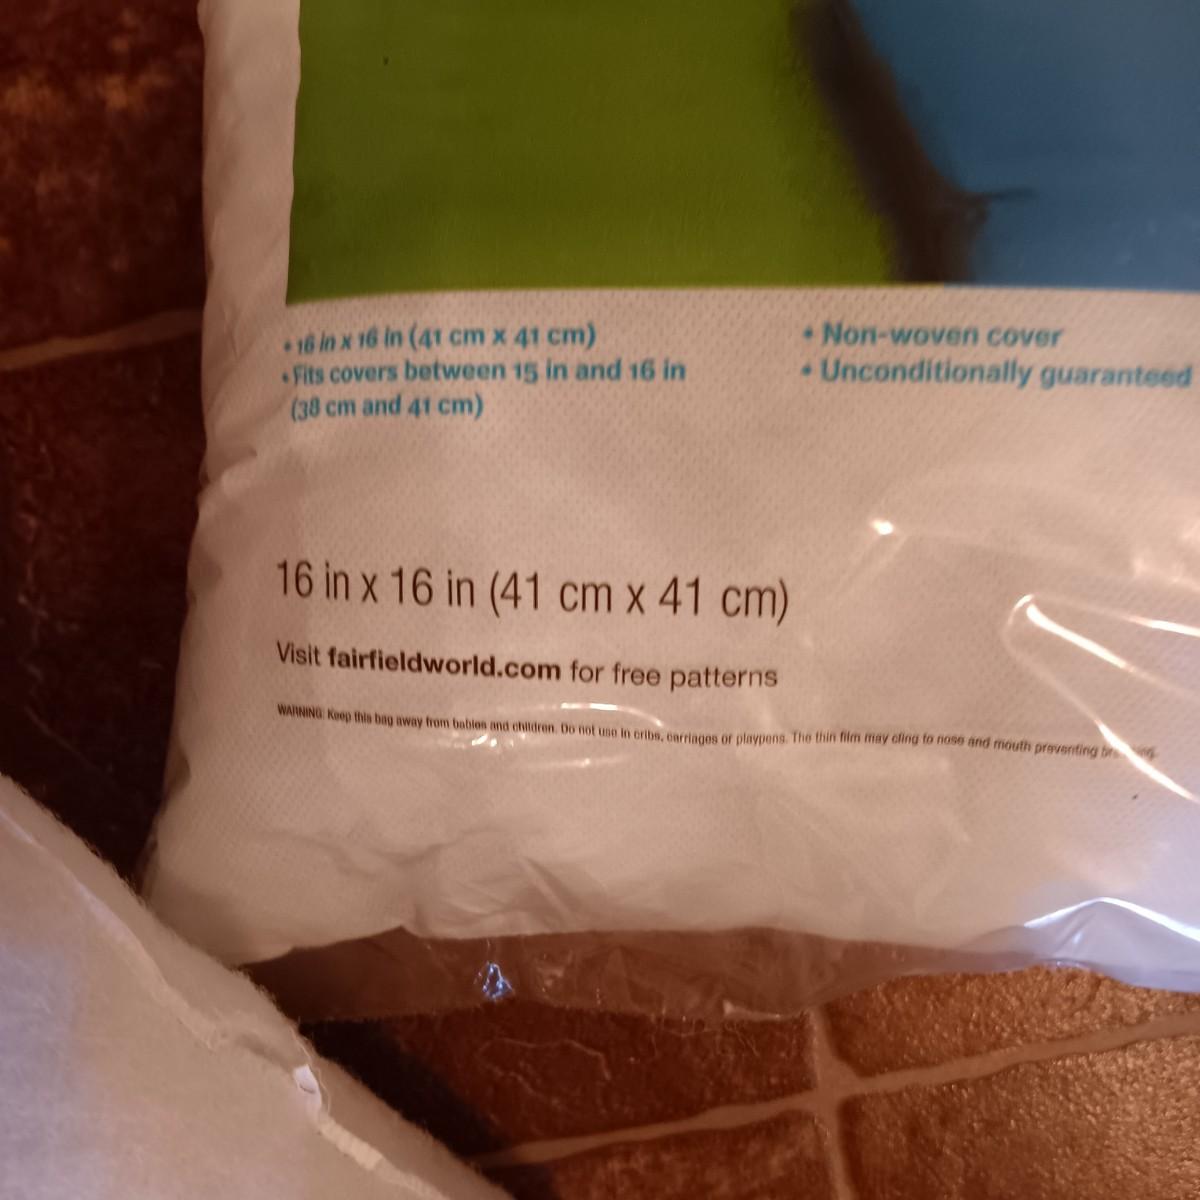 • 16 in x 16 in (41 cm x 41 cm)
• Fits covers between 15 in and 16 in
(38 cm and 41 cm)
• Non-woven cover
• Unconditionally guaranteed
16 in x 16 in (41 cm x 41 cm)
Visit fairfieldworld.com for free patterns
WARNING: Keep this bag away from babies and children. Do not use in cribs, carriages or playpens. The thin film may cling to nose and mouth preventing